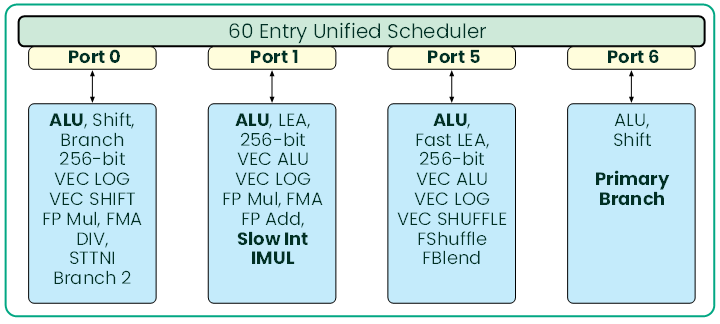 60 Entry Unified Scheduler
Port 0
Port 1
Port 5
Port 6
ALU, Shift,
Branch
256-bit
VEC LOG
VEC SHIFT
FP Mul, FMA
DIV,
STTNI
Branch 2
ALU, LEA,
256-bit
VEC ALU
VEC LOG
FP Mul, FMA
FP Add,
Slow Int
IMUL
ALU,
Fast LEA,
256-bit
VEC ALU
VEC LOG
VEC SHUFFLE
FShuffle
FBlend
ALU,
Shift
Primary
Branch